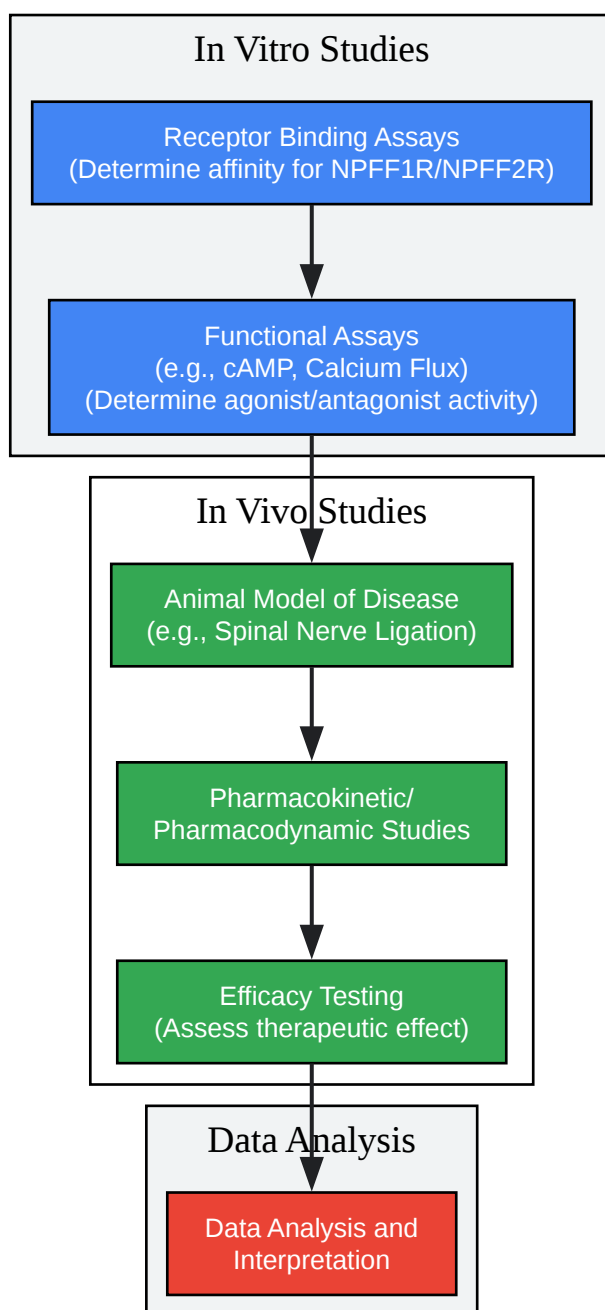 In Vitro Studies
Receptor Binding Assays
(Determine affinity for NPFF1R/NPFF2R)
Functional Assays
(e.g., cAMP, Calcium Flux)
(Determine agonist/antagonist activity)
In Vivo Studies
Animal Model of Disease
(e.g., Spinal Nerve Ligation)
Pharmacokinetic/
Pharmacodynamic Studies
Efficacy Testing
(Assess therapeutic effect)
Data Analysis
Data Analysis and
Interpretation